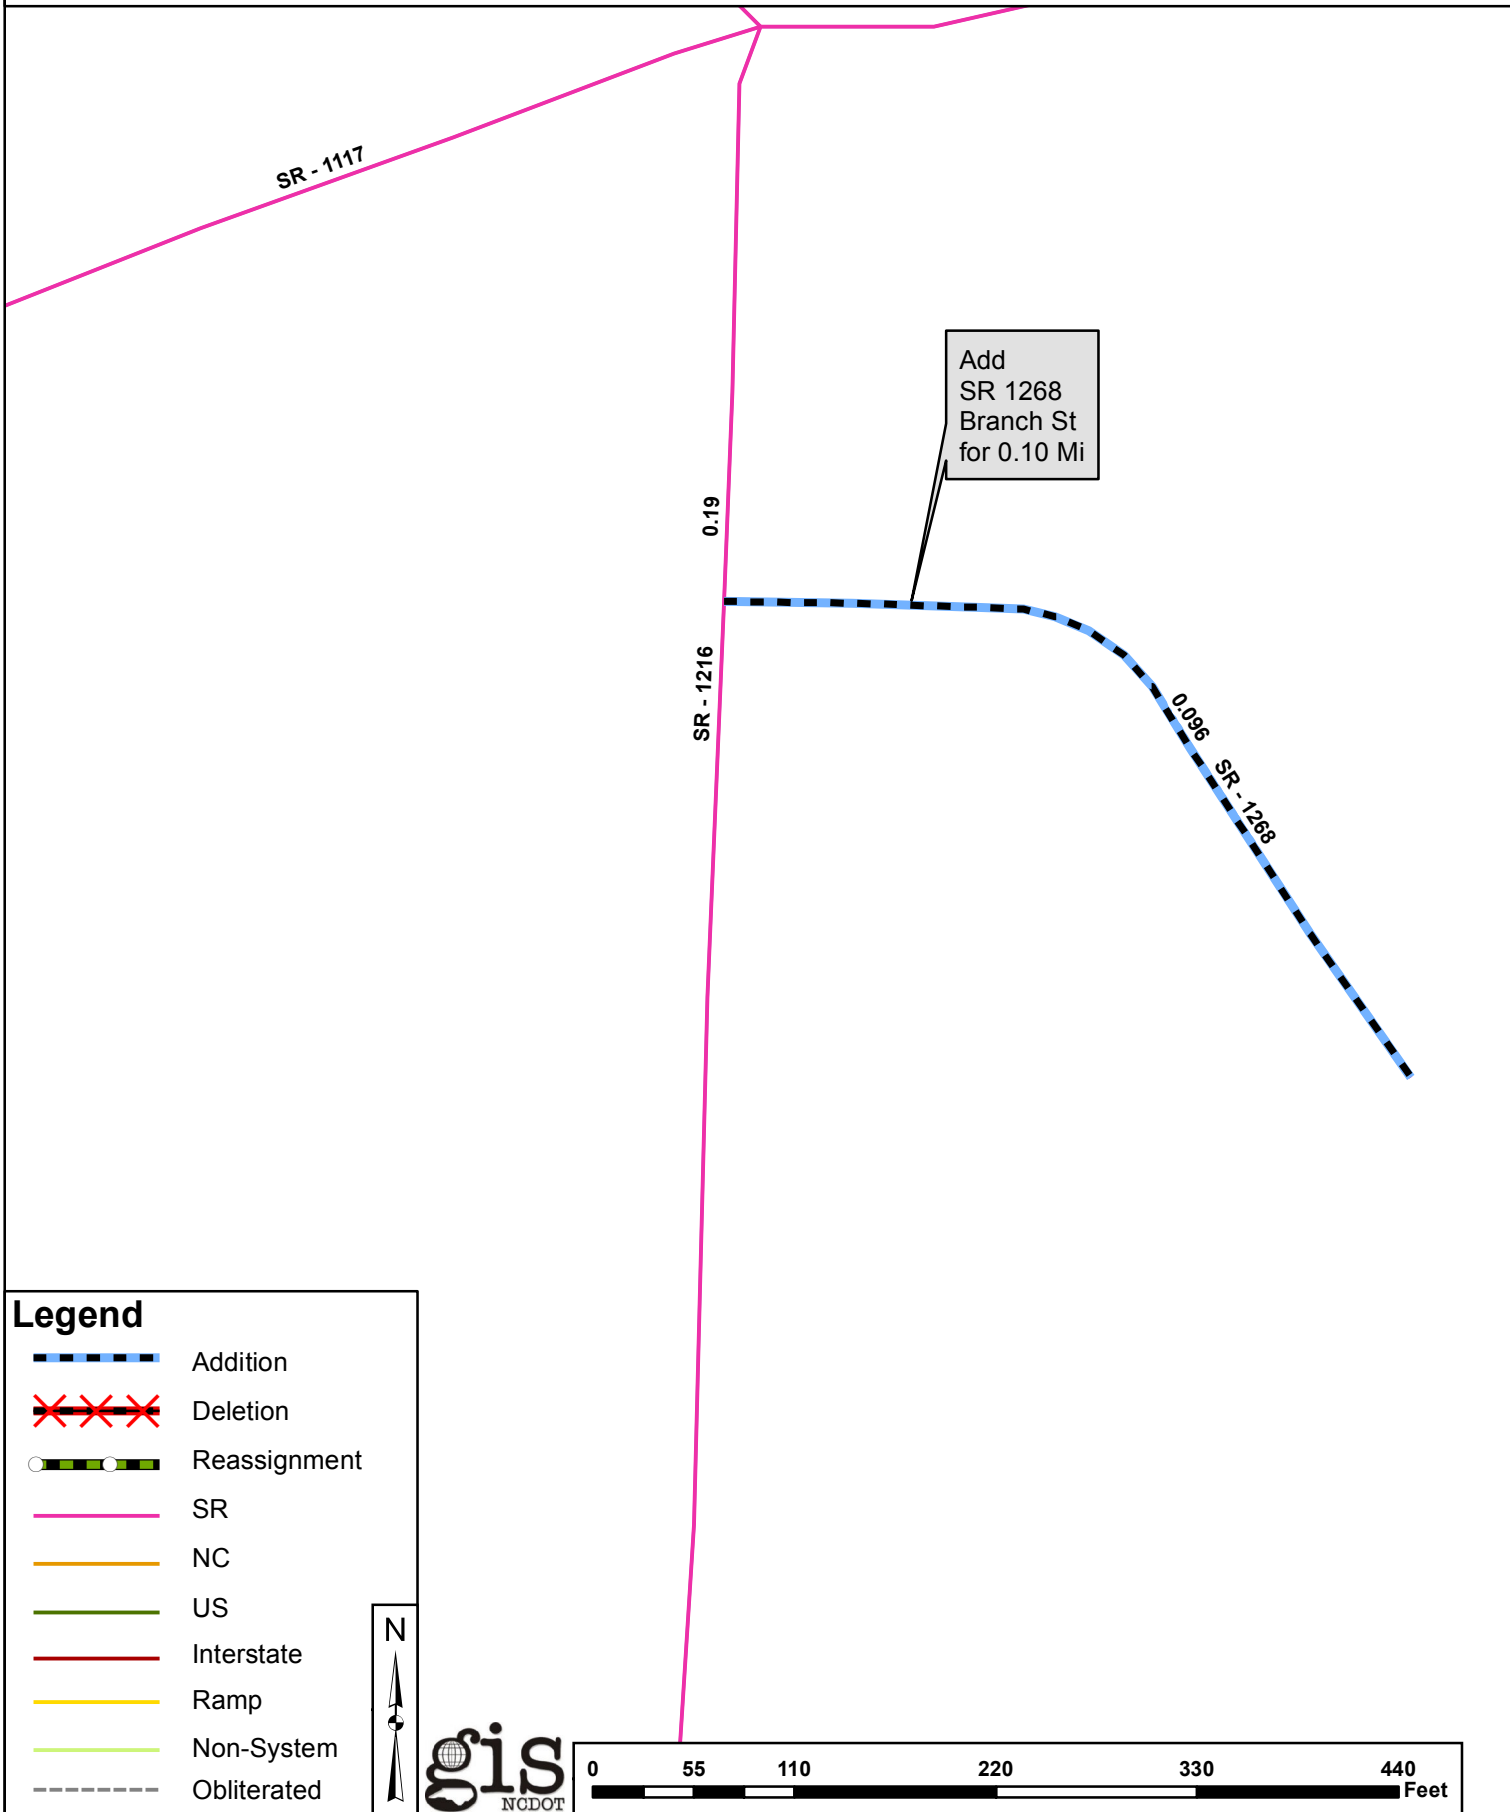 SR - 1117
Add
SR 1268
Branch St
for 0.10 Mi
0.19
SR - 1216
0.096
SR - 1268
Legend
Addition
Deletion
Reassignment
SR
NC
US
Interstate
Ramp
Non-System
Obliterated
N
gis
NCDOT
0 55 110 220 330 440
Feet